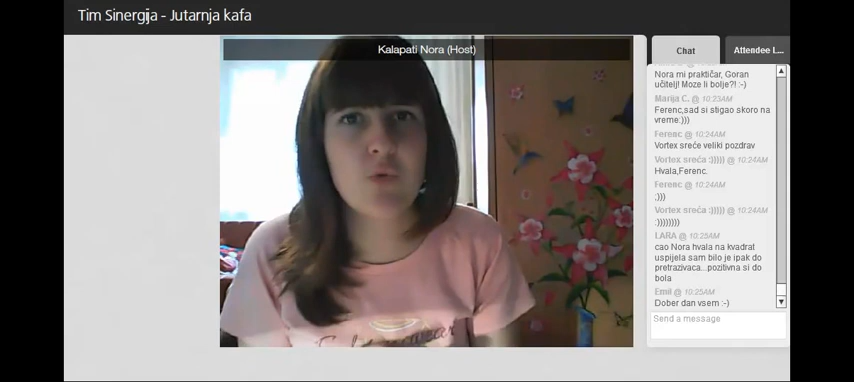 Tim Sinergija - Jutarnja kafa
Kalapati Nora (Host)
Chat
Attendee L...
Nora mi praktičar, Goran
učitelj! Moze li bolje?! :-)
Marija C. @ 10:23AM
Ferenc,sad si stigao skoro na
vreme:)))
Ferenc @ 10:24AM
Vortex sreće veliki pozdrav
Vortex sreća :))))) @ 10:24AM
Hvala,Ferenc.
Ferenc @ 10:24AM
;)))
Vortex sreća :))))) @ 10:24AM
:))))))))
LARA @ 10:25AM
cao Nora hvala na kvadrat
uspijela sam bilo je ipak do
pretrazivaca...pozitivna si do
bola
Emil @ 10:25AM
Dober dan vsem :-)
Send a message